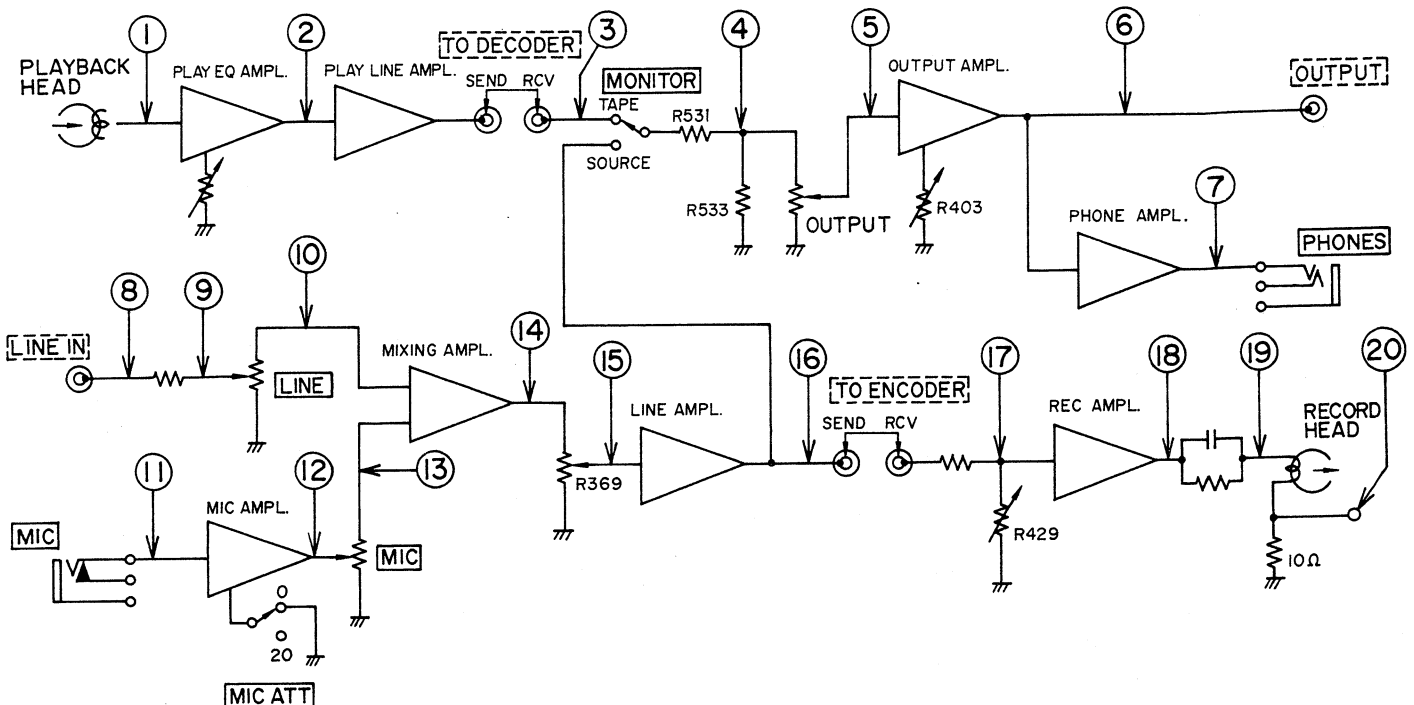 1
2
3
4
5
6
TO DECODER
PLAYBACK
HEAD
PLAY EQ AMPL.
PLAY LINE AMPL.
SEND RCV
MONITOR
TAPE
SOURCE
R531
R533
OUTPUT
OUTPUT AMPL.
R403
OUTPUT
7
PHONE AMPL.
PHONES
8
9
10
LINE IN
LINE
MIXING AMPL.
14
15
LINE AMPL.
16
TO ENCODER
SEND RCV
17
REC AMPL.
18
19
20
RECORD
HEAD
R369
R429
10Ω
11
12
13
MIC
MIC AMPL.
MIC
0
20
MIC ATT